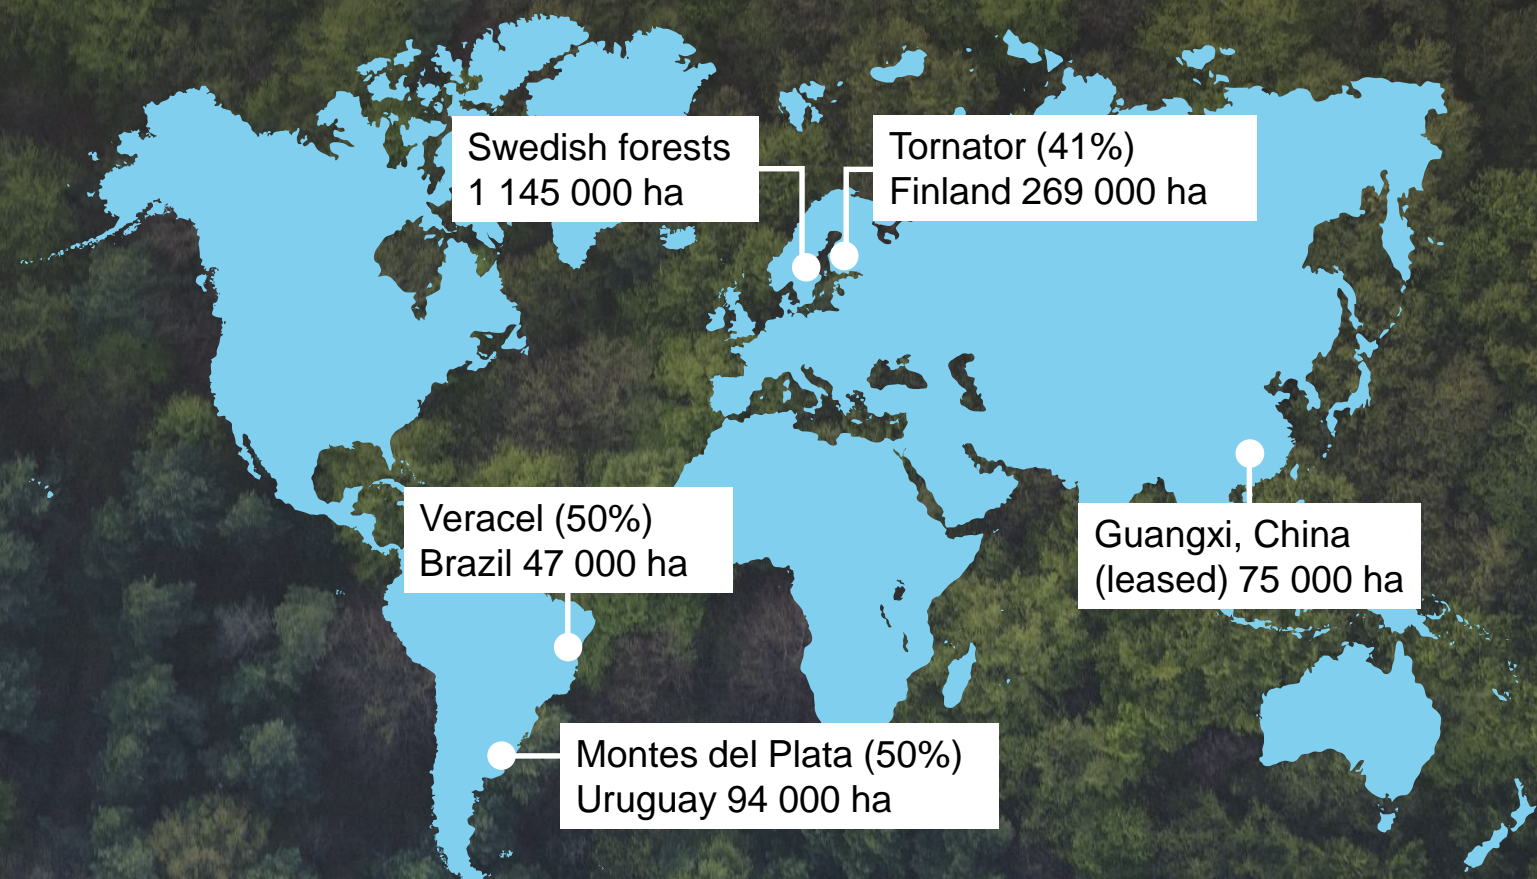 Swedish forests
1 145 000 ha
Tornator (41%)
Finland 269 000 ha
Veracel (50%)
Brazil 47 000 ha
Guangxi, China
(leased) 75 000 ha
Montes del Plata (50%)
Uruguay 94 000 ha